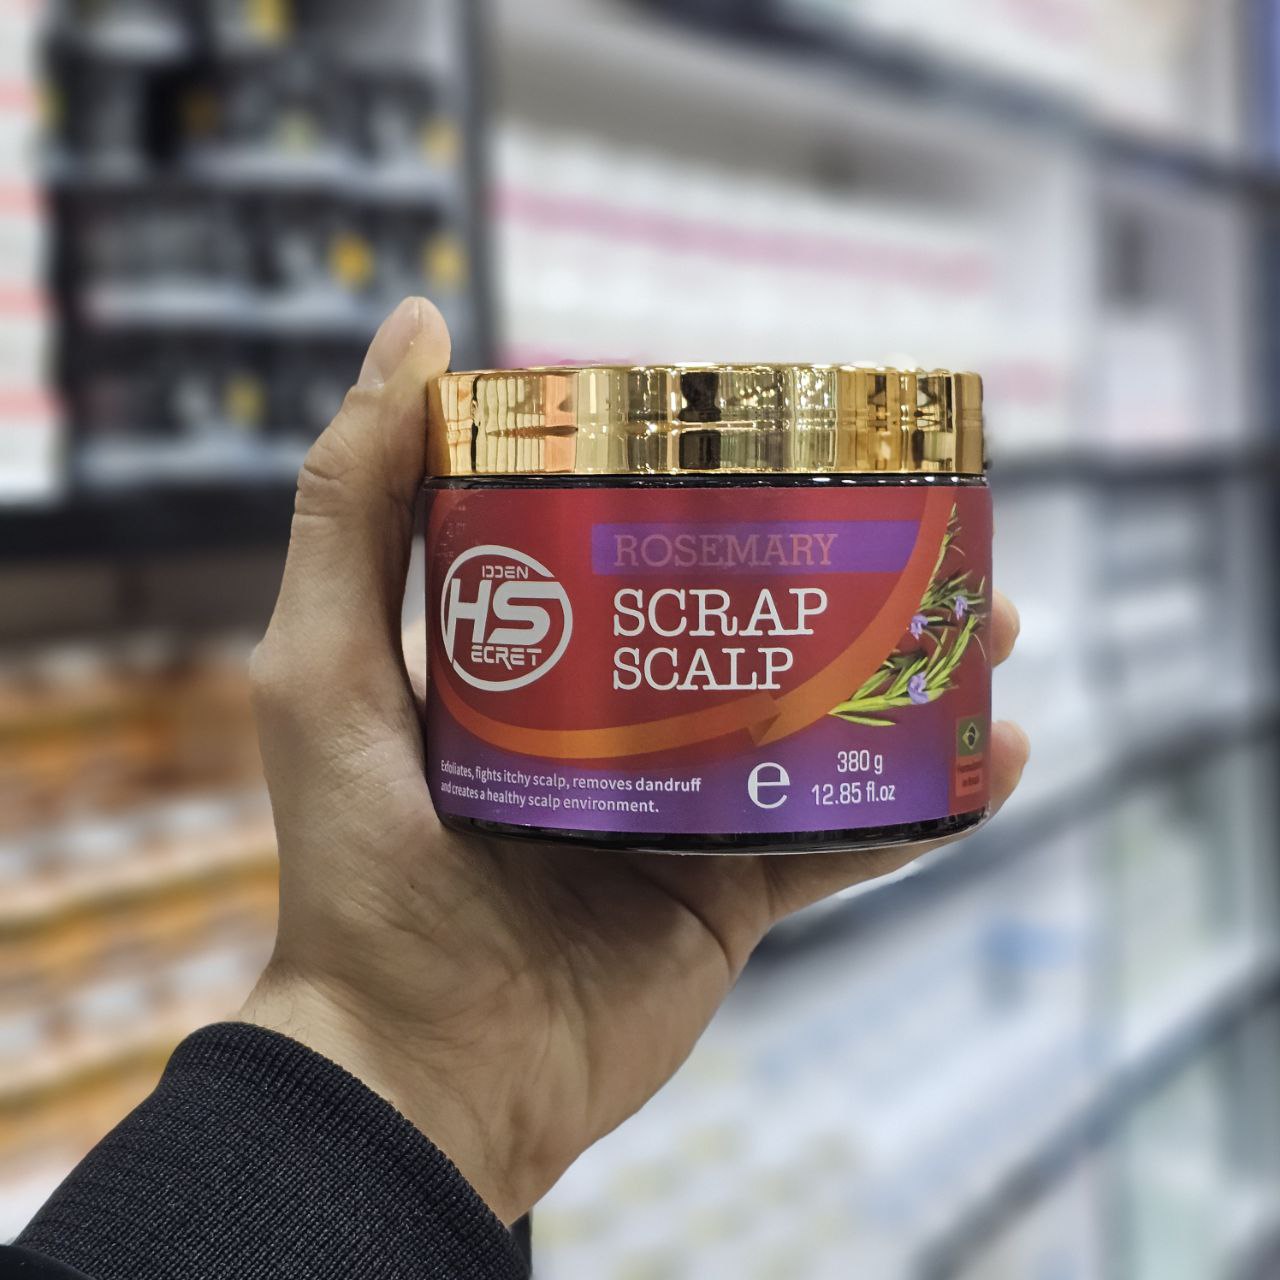 IDDEN
HS
ECRET
ROSEMARY
SCRAP
SCALP
Exfoliates, fights itchy scalp, removes dandruff
and creates a healthy scalp environment.
e
380 g
12.85 fl.oz